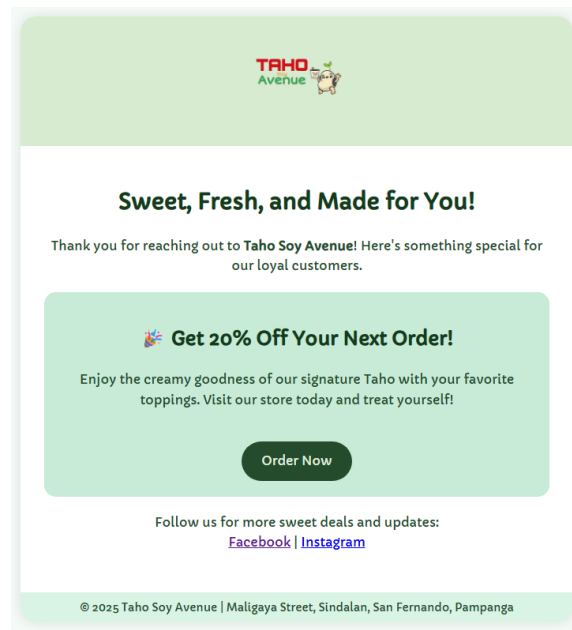 TAHO
Avenue
Sweet, Fresh, and Made for You!
Thank you for reaching out to Taho Soy Avenue! Here's something special for
our loyal customers.
🎉 Get 20% Off Your Next Order!
Enjoy the creamy goodness of our signature Taho with your favorite
toppings. Visit our store today and treat yourself!
Order Now
Follow us for more sweet deals and updates:
Facebook | Instagram
© 2025 Taho Soy Avenue | Maligaya Street, Sindalan, San Fernando, Pampanga